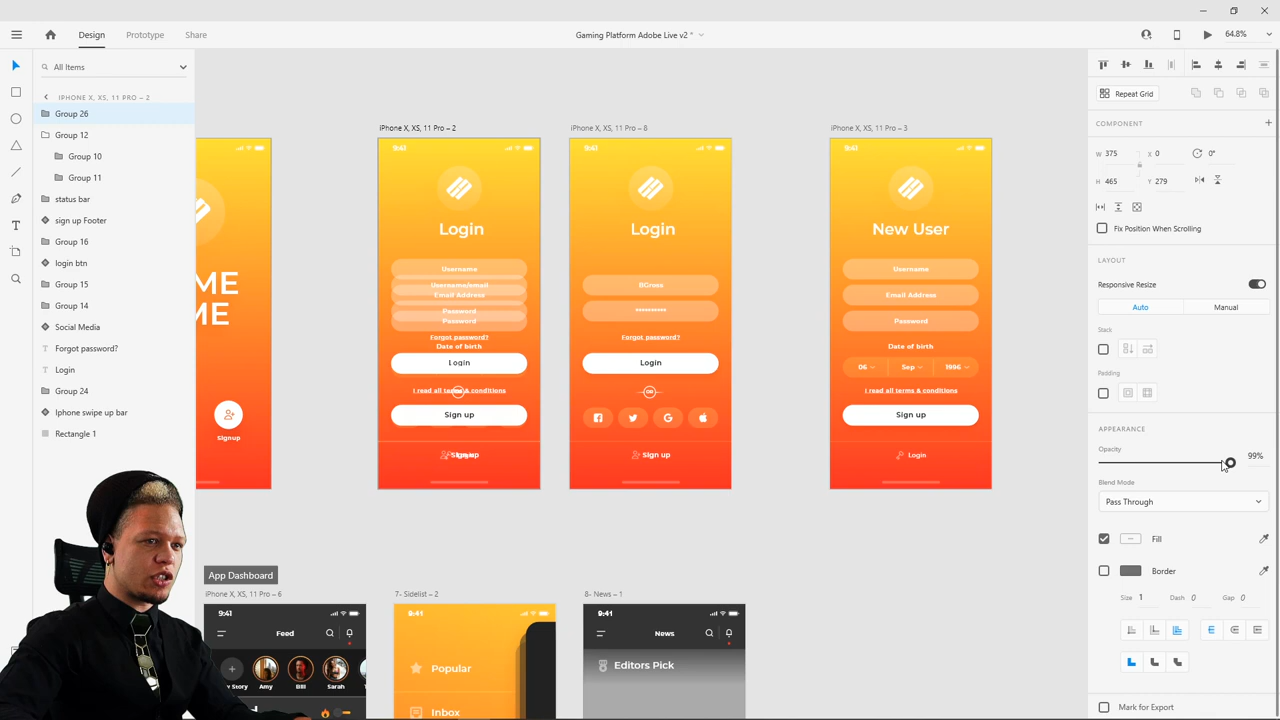 Design
Prototype
Share
Gaming Platform Adobe Live v2 *
64.8%
All Items
IPHONE X, XS, 11 PRO – 2
Group 26
Group 12
Group 10
Group 11
status bar
sign up Footer
Group 16
login btn
Group 15
Group 14
Social Media
Forgot password?
Login
Group 24
Iphone swipe up bar
Rectangle 1
ME
ME
Signup
iPhone X, XS, 11 Pro – 2
9:41
Login
Username
Username/email
Email Address
Password
Password
Forgot password?
Date of birth
Login
I read all terms & conditions
OR
Sign up
Sign up
iPhone X, XS, 11 Pro – 8
9:41
Login
BGross
**********
Forgot password?
Login
OR
Sign up
iPhone X, XS, 11 Pro – 3
9:41
New User
Username
Email Address
Password
Date of birth
06
Sep
1996
I read all terms & conditions
Sign up
Login
App Dashboard
iPhone X, XS, 11 Pro – 6
9:41
Feed
Story
Amy
Bill
Sarah
7- Sidelist – 2
9:41
Popular
Inbox
8- News – 1
9:41
News
Editors Pick
Repeat Grid
COMPONENT
W 375
X 0
0°
H 465
Y 279
Fix Position When Scrolling
LAYOUT
Responsive Resize
Auto
Manual
Stack
Padding
APPEARANCE
Opacity
99%
Blend Mode
Pass Through
Fill
Border
Size 1
Dash 0
Gap 0
Mark for Export